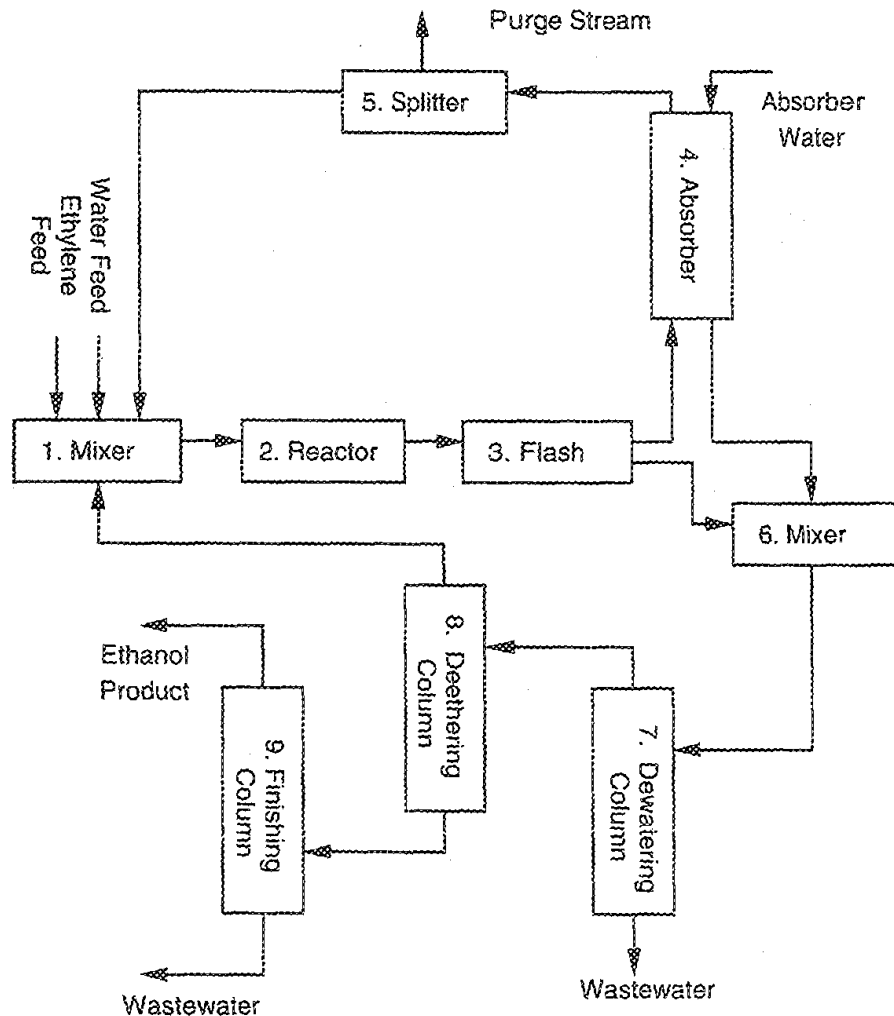 Purge Stream
5. Splitter
Absorber
Water
4. Absorber
Water Feed
Ethylene
Feed
1. Mixer
2. Reactor
3. Flash
6. Mixer
8. Deethering
Column
Ethanol
Product
7. Dewatering
Column
9. Finishing
Column
Wastewater
Wastewater